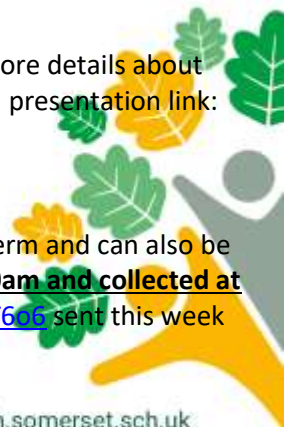 ore details about
presentation link:
erm and can also be
0am and collected at
/6o6 sent this week
n.somerset.sch.uk